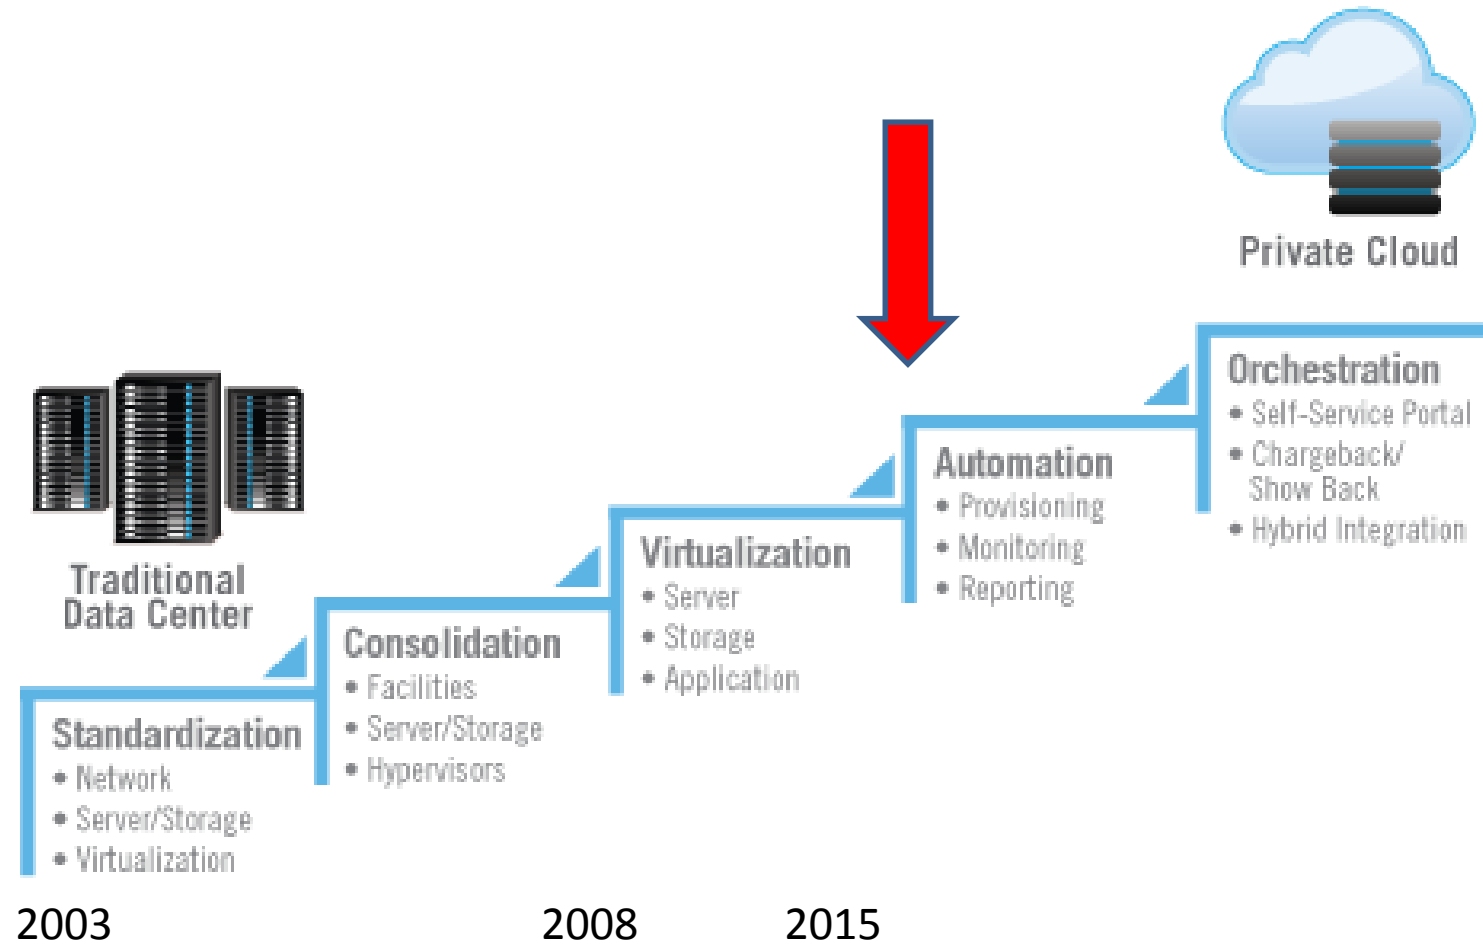 Private Cloud
Traditional
Data Center
Standardization
• Network
• Server/Storage
• Virtualization
Consolidation
• Facilities
• Server/Storage
• Hypervisors
Virtualization
• Server
• Storage
• Application
Automation
• Provisioning
• Monitoring
• Reporting
Orchestration
• Self-Service Portal
• Chargeback/
Show Back
• Hybrid Integration
2003
2008
2015